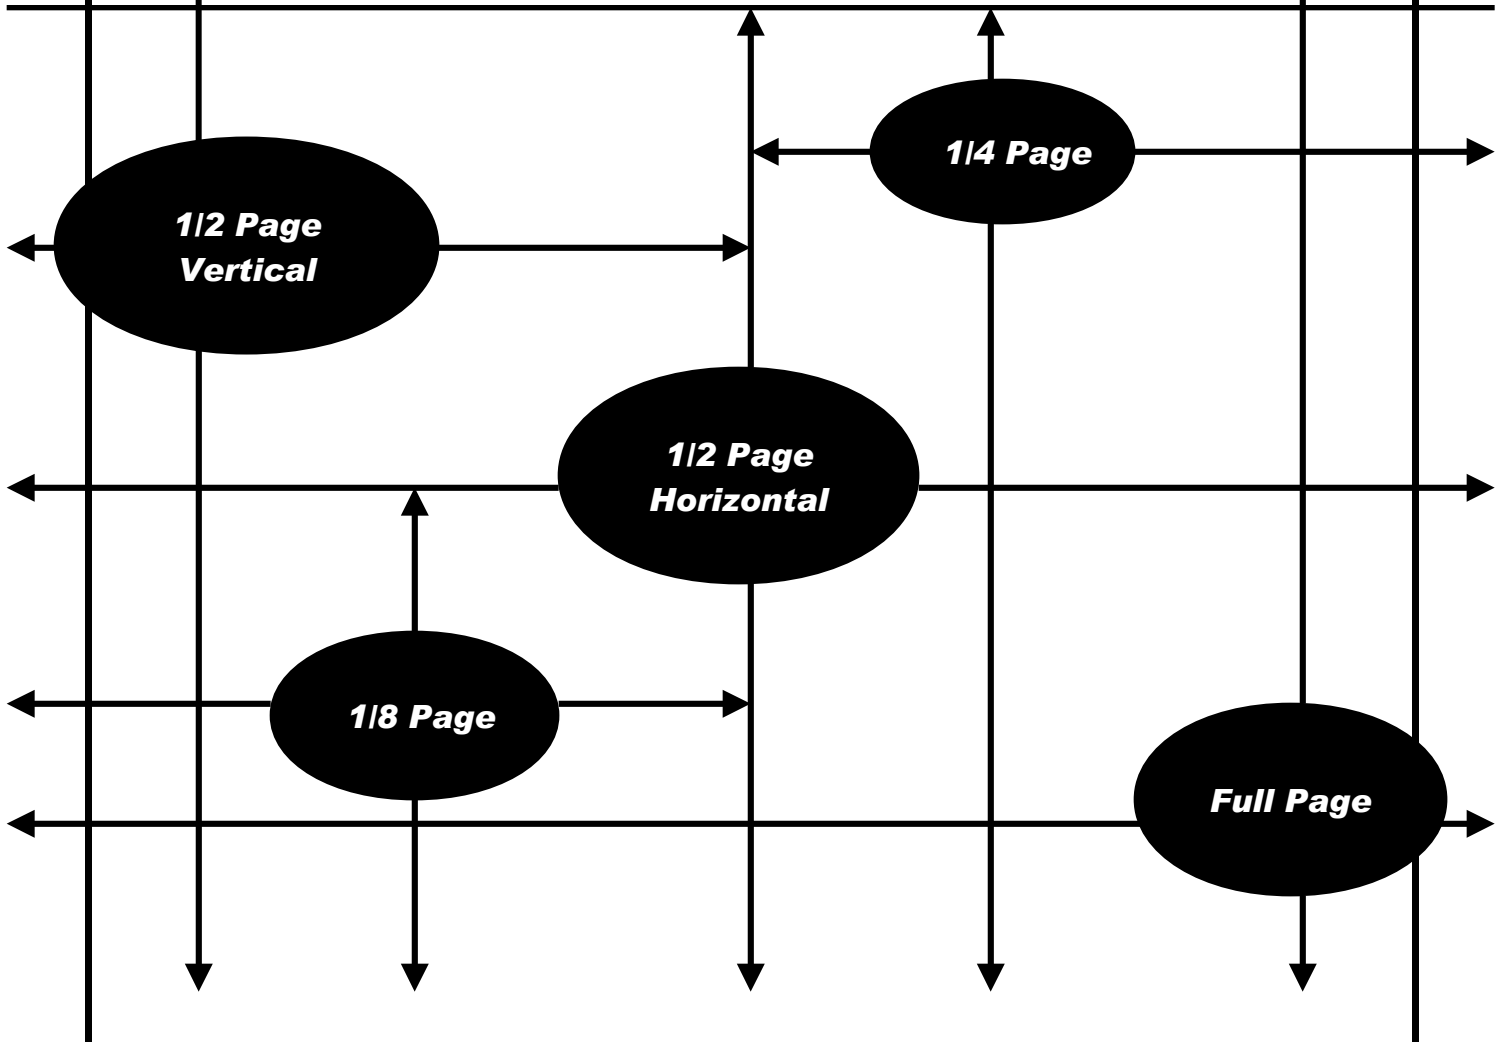 1/4 Page
1/2 Page
Vertical
1/2 Page
Horizontal
1/8 Page
Full Page